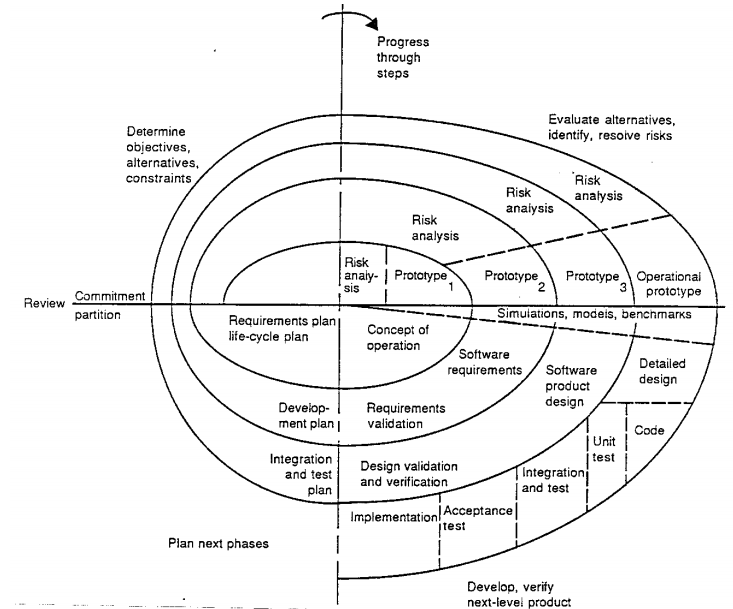 Progress
through
steps
Evaluate alternatives,
identify, resolve risks
Determine
objectives,
alternatives,
constraints
Risk
analysis
Risk
analysis
Risk
analysis
Risk
analy-
sis
Prototype
1
Prototype
2
Prototype
3
Operational
prototype
Review
Commitment
partition
Simulations, models, benchmarks
Requirements plan
life-cycle plan
Concept of
operation
Software
requirements
Software
product
design
Detailed
design
Develop-
ment plan
Requirements
validation
Code
Unit
test
Integration
and test
plan
Design validation
and verification
Integration
and test
Implementation
Acceptance
test
Plan next phases
Develop, verify
next-level product